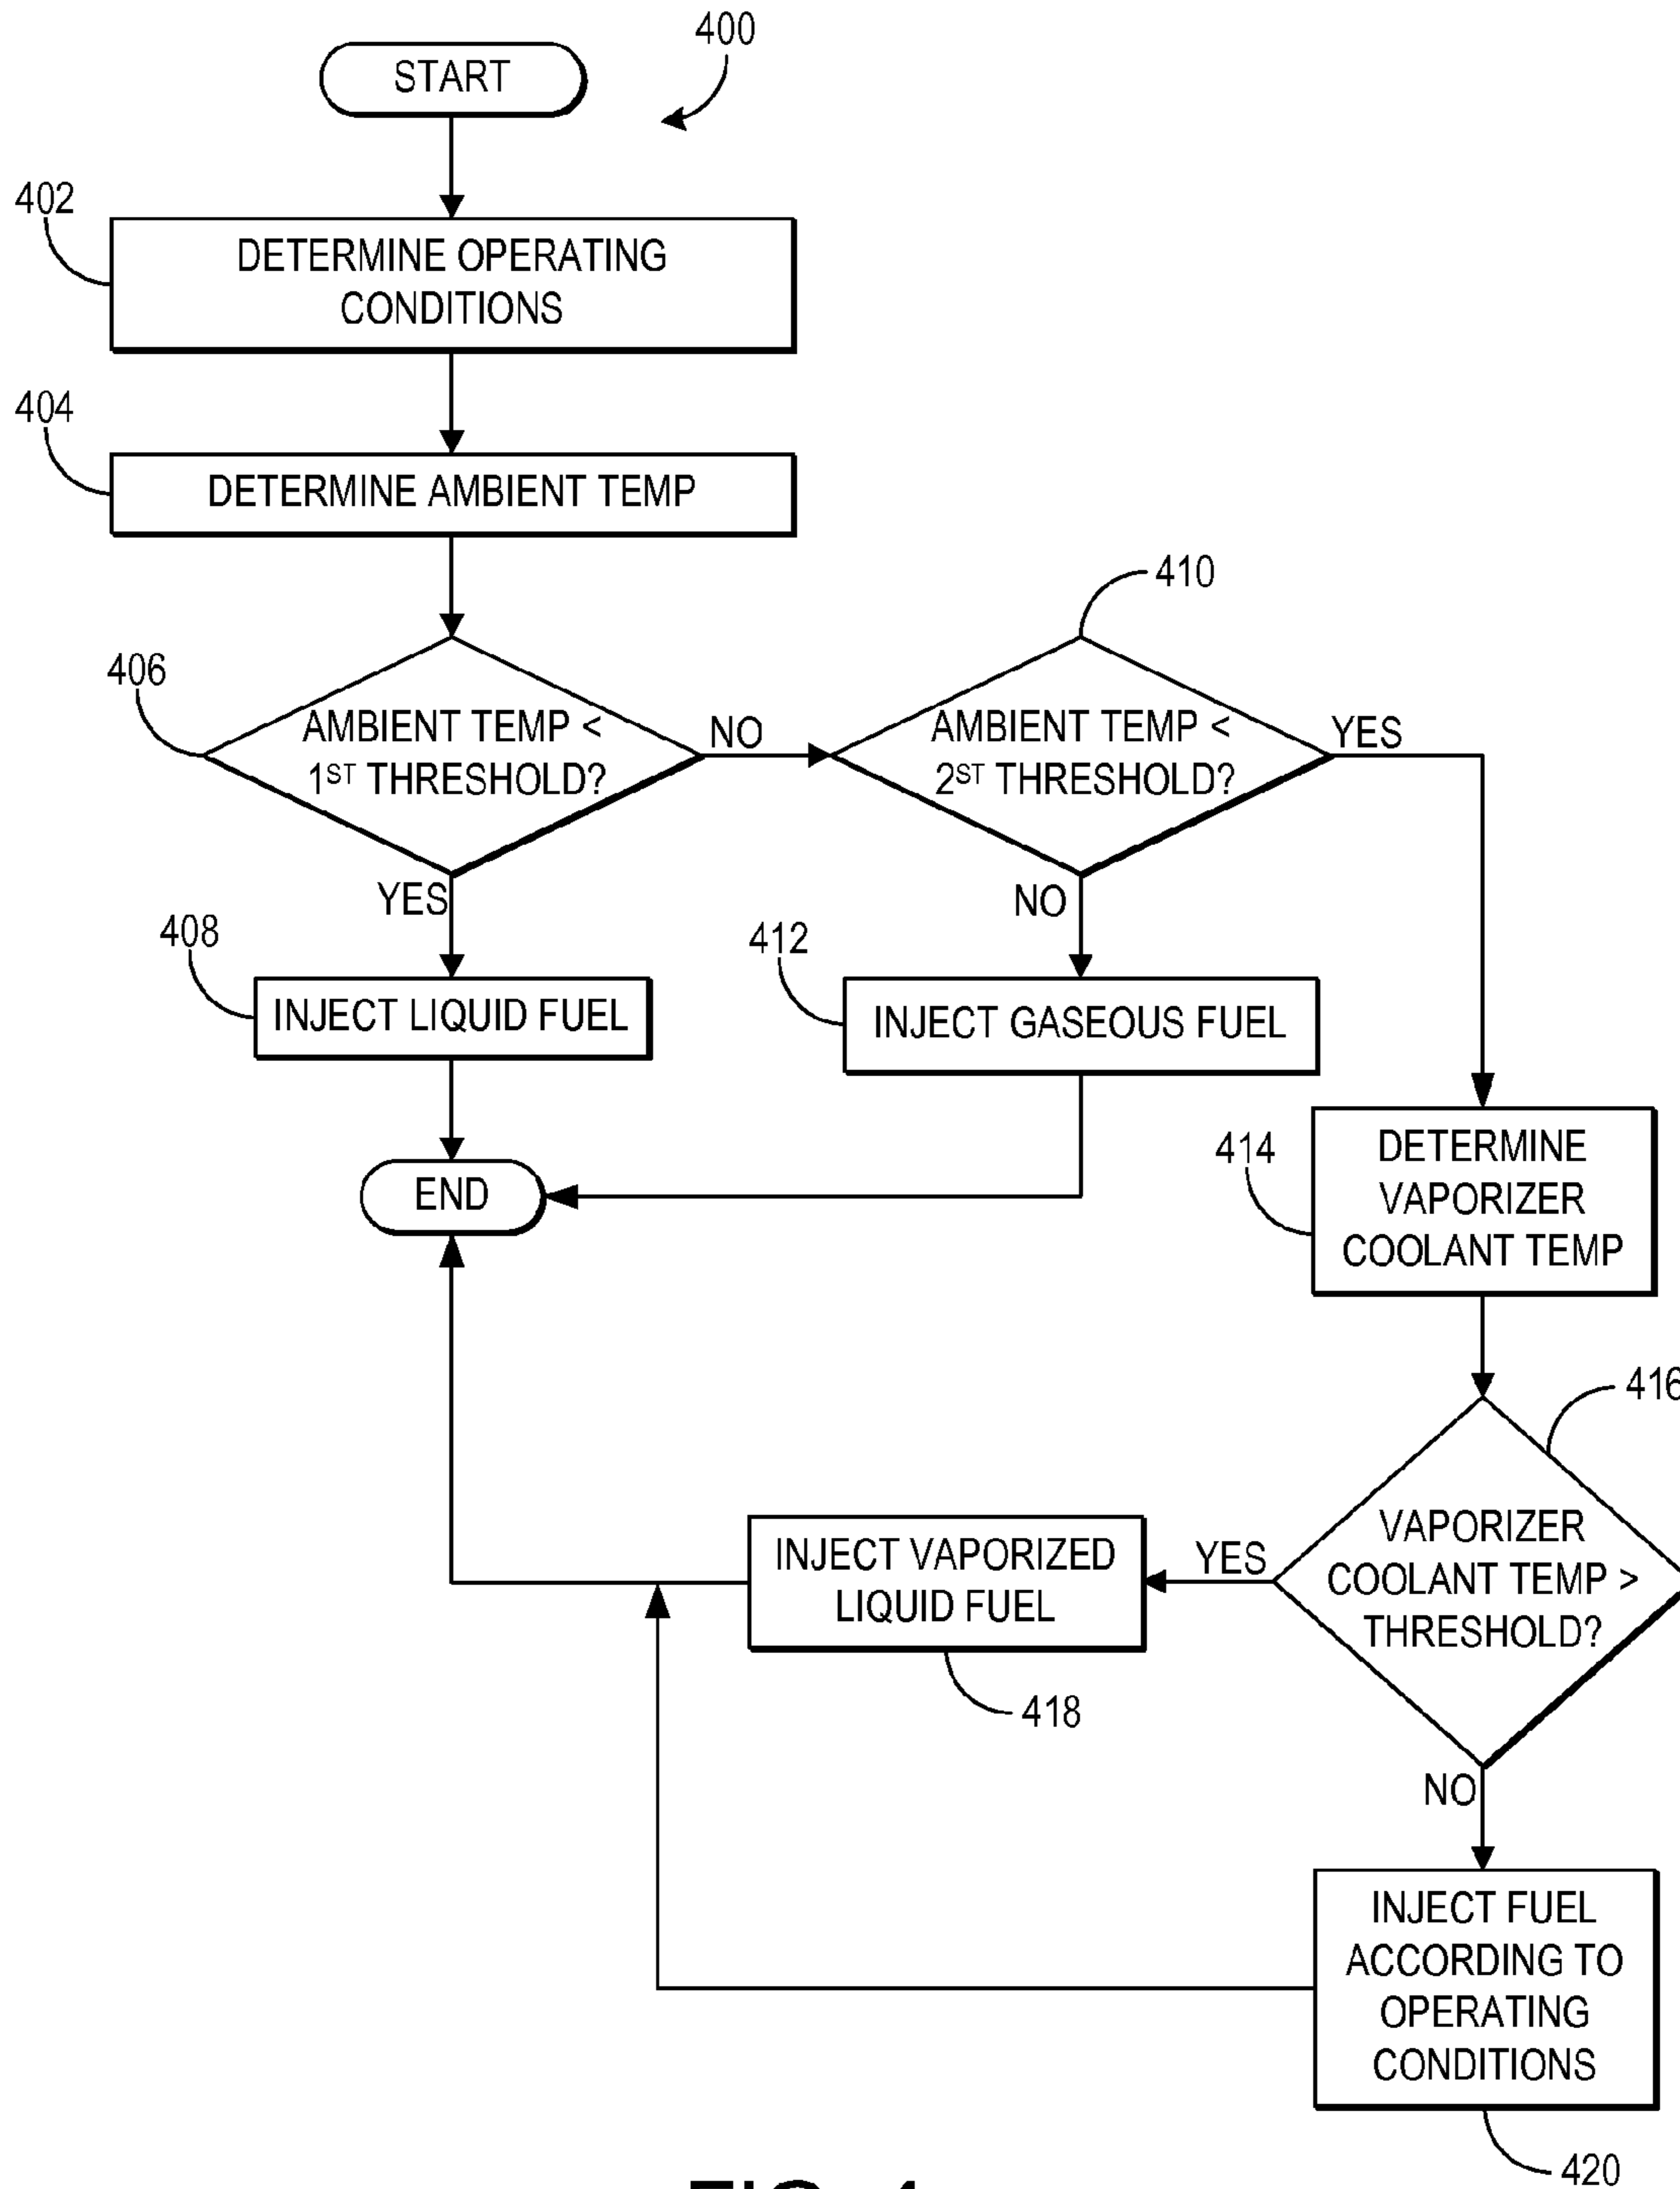 400
START
402
DETERMINE OPERATING
CONDITIONS
404
DETERMINE AMBIENT TEMP
406
AMBIENT TEMP <
1ST THRESHOLD?
NO
410
AMBIENT TEMP <
2ST THRESHOLD?
YES
YES
NO
408
INJECT LIQUID FUEL
412
INJECT GASEOUS FUEL
END
414
DETERMINE
VAPORIZER
COOLANT TEMP
416
VAPORIZER
COOLANT TEMP >
THRESHOLD?
YES
INJECT VAPORIZED
LIQUID FUEL
418
NO
INJECT FUEL
ACCORDING TO
OPERATING
CONDITIONS
420